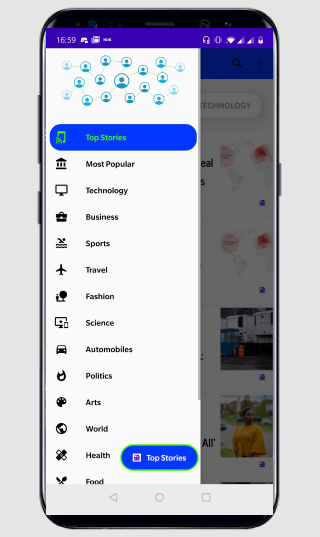 16:59
TECHNOLOGY
Top Stories
eal
Most Popular
s
Technology
Business
Sports
Travel
Fashion
Science
Automobiles
Politics
Arts
World
All'
Health
Top Stories
Food